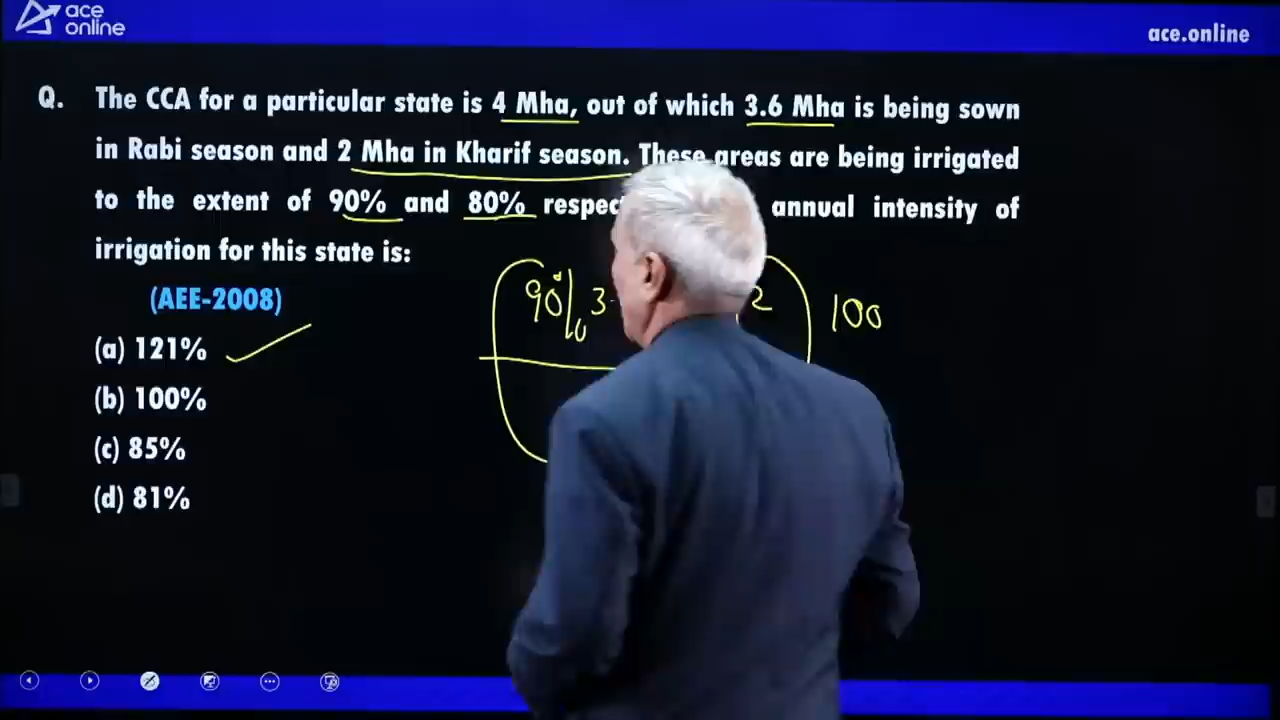 ace
online
ace.online
Q. The CCA for a particular state is 4 Mha, out of which 3.6 Mha is being sown
in Rabi season and 2 Mha in Kharif season. These areas are being irrigated
to the extent of 90% and 80% annual intensity of
irrigation for this state is:
(AEE-2008)
90% 3 2 100
(a) 121%
(b) 100%
(c) 85%
(d) 81%